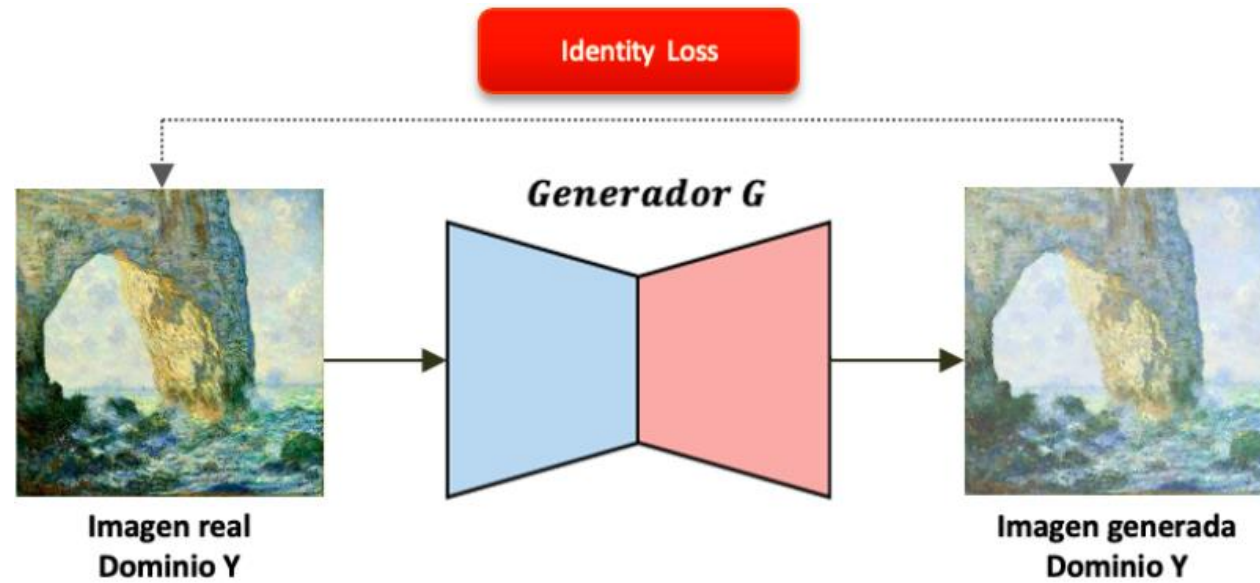 Identity Loss
Generador G
Imagen real
Dominio Y
Imagen generada
Dominio Y